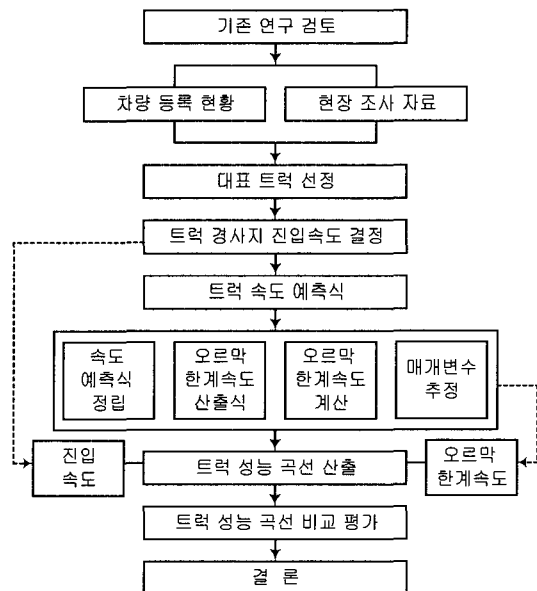 기존 연구 검토
차량 등록 현황
현장 조사 자료
대표 트럭 선정
트럭 경사지 진입속도 결정
트럭 속도 예측식
속도
예측식
정립
오르막
한계속도
산출식
오르막
한계속도
계산
매개변수
추정
진입
속도
트럭 성능 곡선 산출
오르막
한계속도
트럭 성능 곡선 비교 평가
결 론